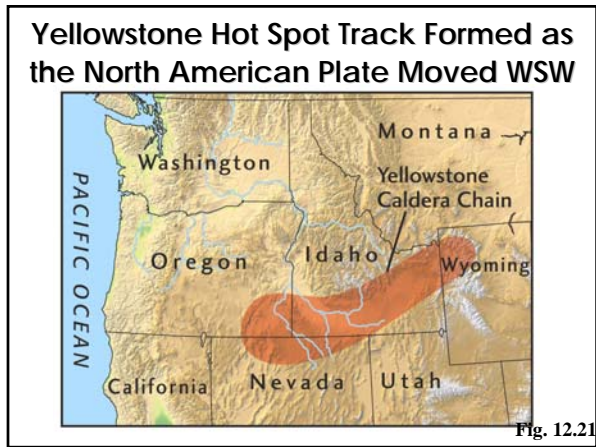 Yellowstone Hot Spot Track Formed as
the North American Plate Moved WSW
Montana
Washington
Yellowstone
Caldera Chain
PACIFIC OCEAN
Oregon
Idaho
Wyoming
California
Nevada
Utah
Fig. 12.21